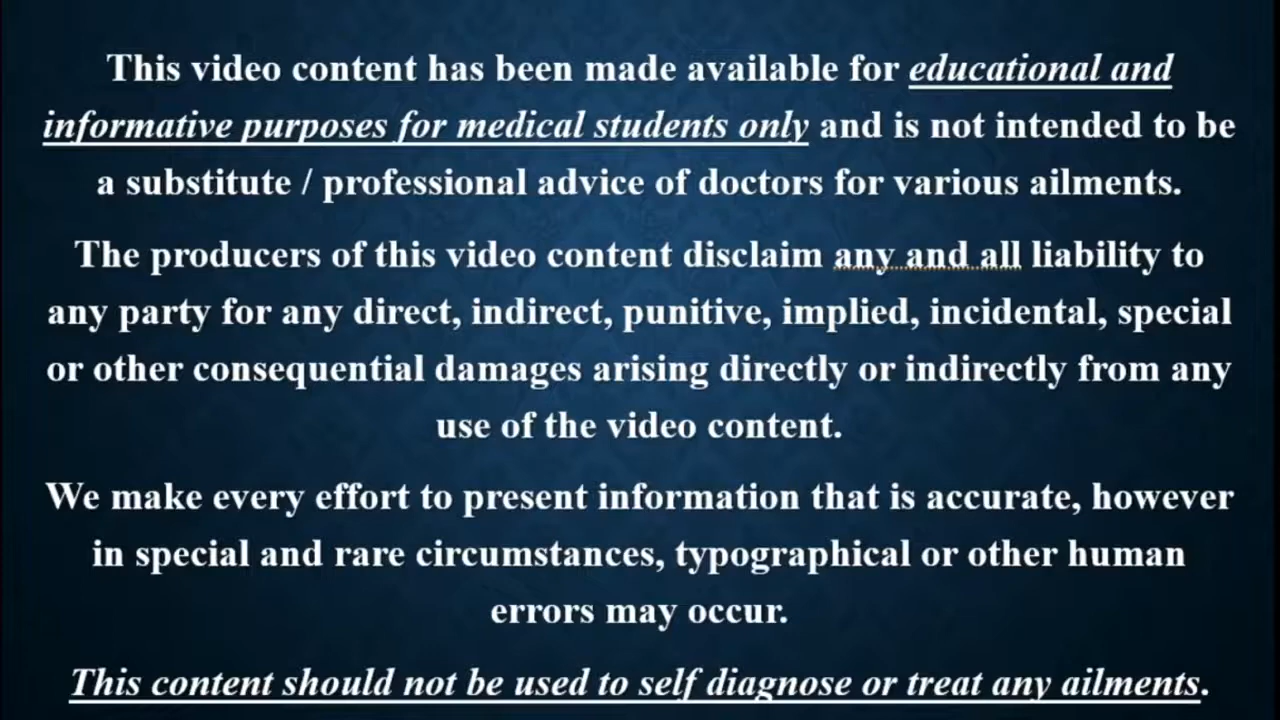 This video content has been made available for educational and
informative purposes for medical students only and is not intended to be
a substitute / professional advice of doctors for various ailments.
The producers of this video content disclaim any and all liability to
any party for any direct, indirect, punitive, implied, incidental, special
or other consequential damages arising directly or indirectly from any
use of the video content.
We make every effort to present information that is accurate, however
in special and rare circumstances, typographical or other human
errors may occur.
This content should not be used to self diagnose or treat any ailments.